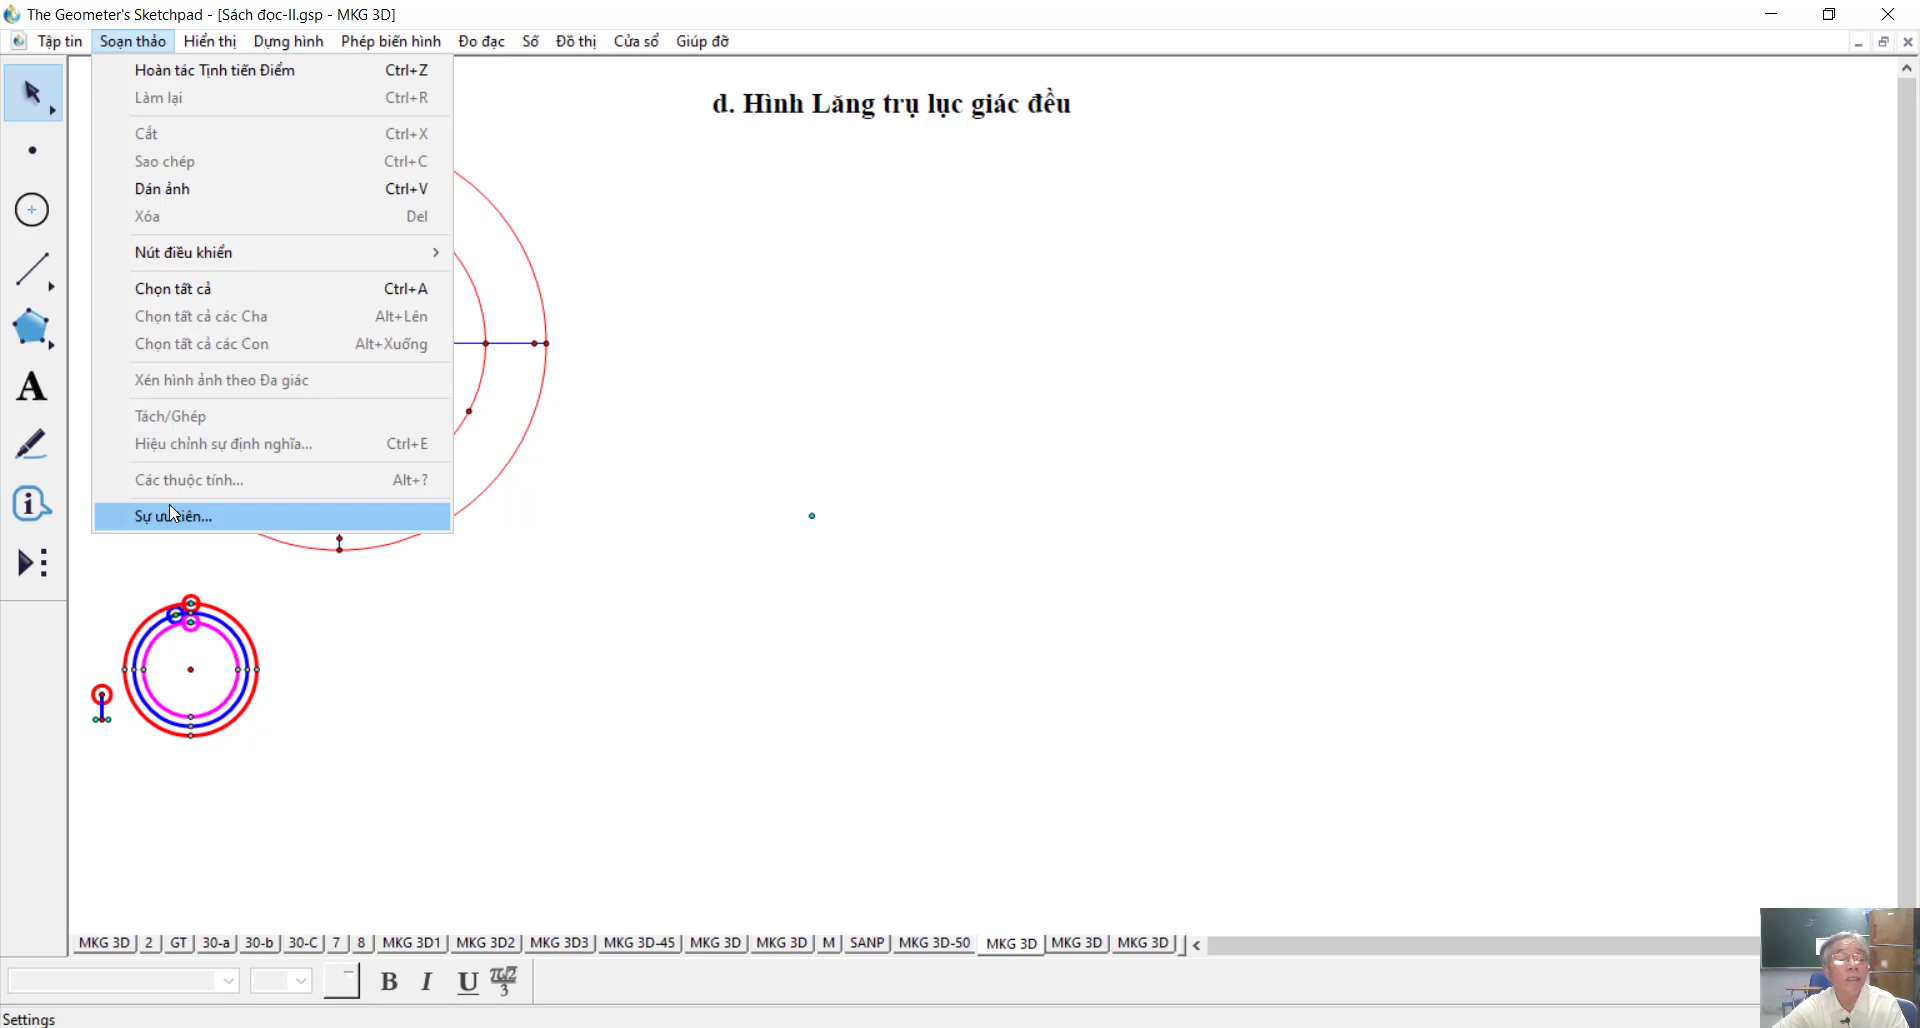 The Geometer's Sketchpad - [Sách đọc-II.gsp - MKG 3D]
Tập tin Soạn thảo Hiển thị Dựng hình Phép biến hình Đo đạc Số Đồ thị Cửa sổ Giúp đỡ
Hoàn tác Tịnh tiến Điểm Ctrl+Z
Làm lại Ctrl+R
Cắt Ctrl+X
Sao chép Ctrl+C
Dán ảnh Ctrl+V
Xóa Del
Nút điều khiển
Chọn tất cả Ctrl+A
Chọn tất cả các Cha Alt+Lên
Chọn tất cả các Con Alt+Xuống
Xén hình ảnh theo Đa giác
Tách/Ghép
Hiệu chỉnh sự định nghĩa... Ctrl+E
Các thuộc tính... Alt+?
Sự ưu tiên...
d. Hình Lăng trụ lục giác đều
A
MKG 3D 2 GT 30-a 30-b 30-C 7 8 MKG 3D1 MKG 3D2 MKG 3D3 MKG 3D-45 MKG 3D MKG 3D M SANP MKG 3D-50 MKG 3D MKG 3D MKG 3D
B I U π√2/3
Settings